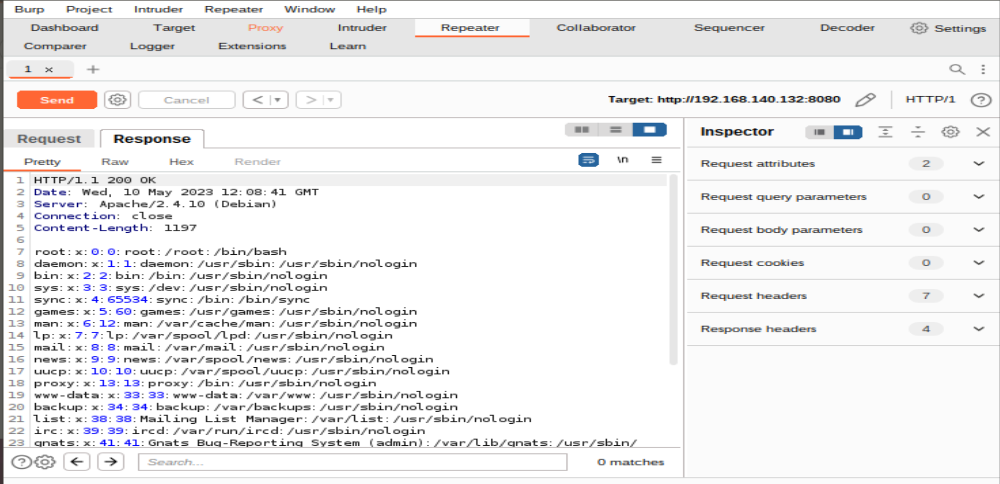 Burp Project Intruder Repeater Window Help
Dashboard Target Proxy Intruder Repeater Collaborator Sequencer Decoder Settings
Comparer Logger Extensions Learn
1 × +
Send Cancel < > Target: http://192.168.140.132:8080 HTTP/1 ?
Request Response
Pretty Raw Hex Render \n
1 HTTP/1.1 200 OK
2 Date: Wed, 10 May 2023 12:08:41 GMT
3 Server: Apache/2.4.10 (Debian)
4 Connection: close
5 Content-Length: 1197
6
7 root:x:0:0:root:/root:/bin/bash
8 daemon:x:1:1:daemon:/usr/sbin:/usr/sbin/nologin
9 bin:x:2:2:bin:/bin:/usr/sbin/nologin
10 sys:x:3:3:sys:/dev:/usr/sbin/nologin
11 sync:x:4:65534:sync:/bin:/bin/sync
12 games:x:5:60:games:/usr/games:/usr/sbin/nologin
13 man:x:6:12:man:/var/cache/man:/usr/sbin/nologin
14 lp:x:7:7:lp:/var/spool/lpd:/usr/sbin/nologin
15 mail:x:8:8:mail:/var/mail:/usr/sbin/nologin
16 news:x:9:9:news:/var/spool/news:/usr/sbin/nologin
17 uucp:x:10:10:uucp:/var/spool/uucp:/usr/sbin/nologin
18 proxy:x:13:13:proxy:/bin:/usr/sbin/nologin
19 www-data:x:33:33:www-data:/var/www:/usr/sbin/nologin
20 backup:x:34:34:backup:/var/backups:/usr/sbin/nologin
21 list:x:38:38:Mailing List Manager:/var/list:/usr/sbin/nologin
22 irc:x:39:39:ircd:/var/run/ircd:/usr/sbin/nologin
23 gnats:x:41:41:Gnats Bug-Reporting System (admin):/var/lib/gnats:/usr/sbin/
? Search... 0 matches
Inspector
Request attributes 2
Request query parameters 0
Request body parameters 0
Request cookies 0
Request headers 7
Response headers 4